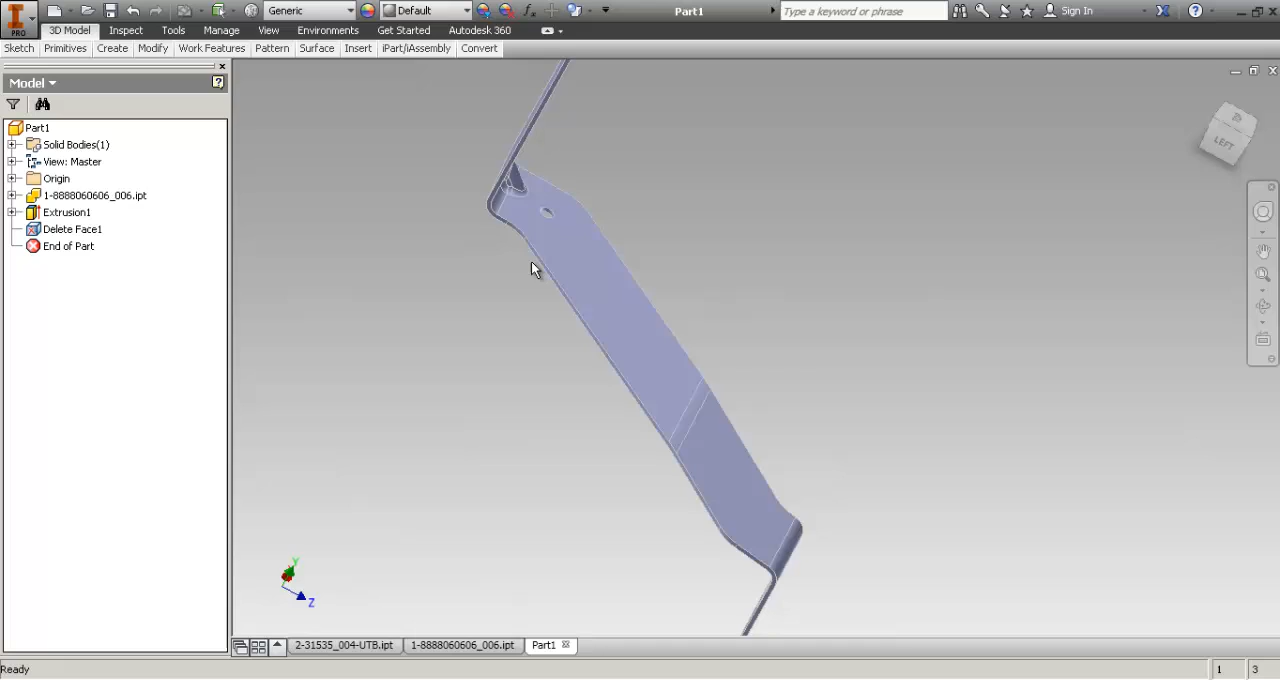 PRO
Generic
Default
fx
Part1
Type a keyword or phrase
Sign In
3D Model
Inspect
Tools
Manage
View
Environments
Get Started
Autodesk 360
Sketch
Primitives
Create
Modify
Work Features
Pattern
Surface
Insert
iPart/iAssembly
Convert
Model
Part1
Solid Bodies(1)
View: Master
Origin
1-8888060606_006.ipt
Extrusion1
Delete Face1
End of Part
LEFT
Y
Z
2-31535_004-UTB.ipt
1-8888060606_006.ipt
Part1
Ready
1
3